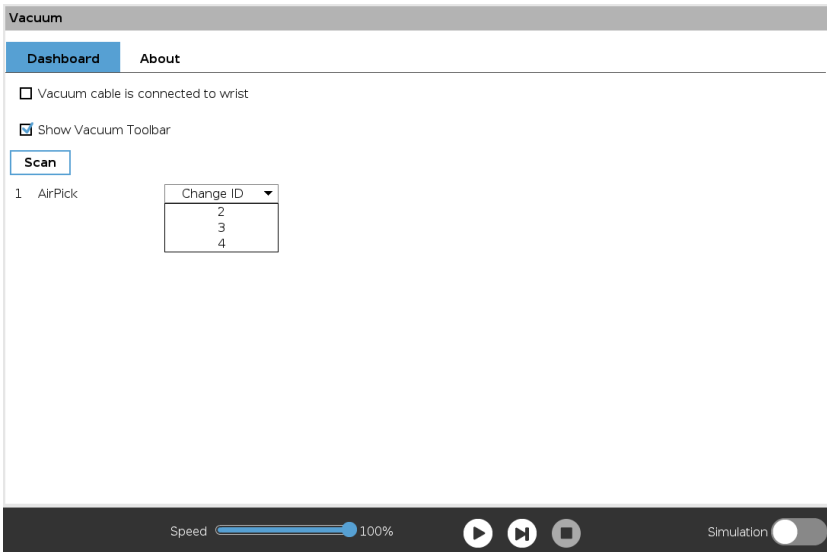 Vacuum
Dashboard About
Vacuum cable is connected to wrist
Show Vacuum Toolbar
Scan
1 AirPick Change ID
2
3
4
Speed 100% Simulation